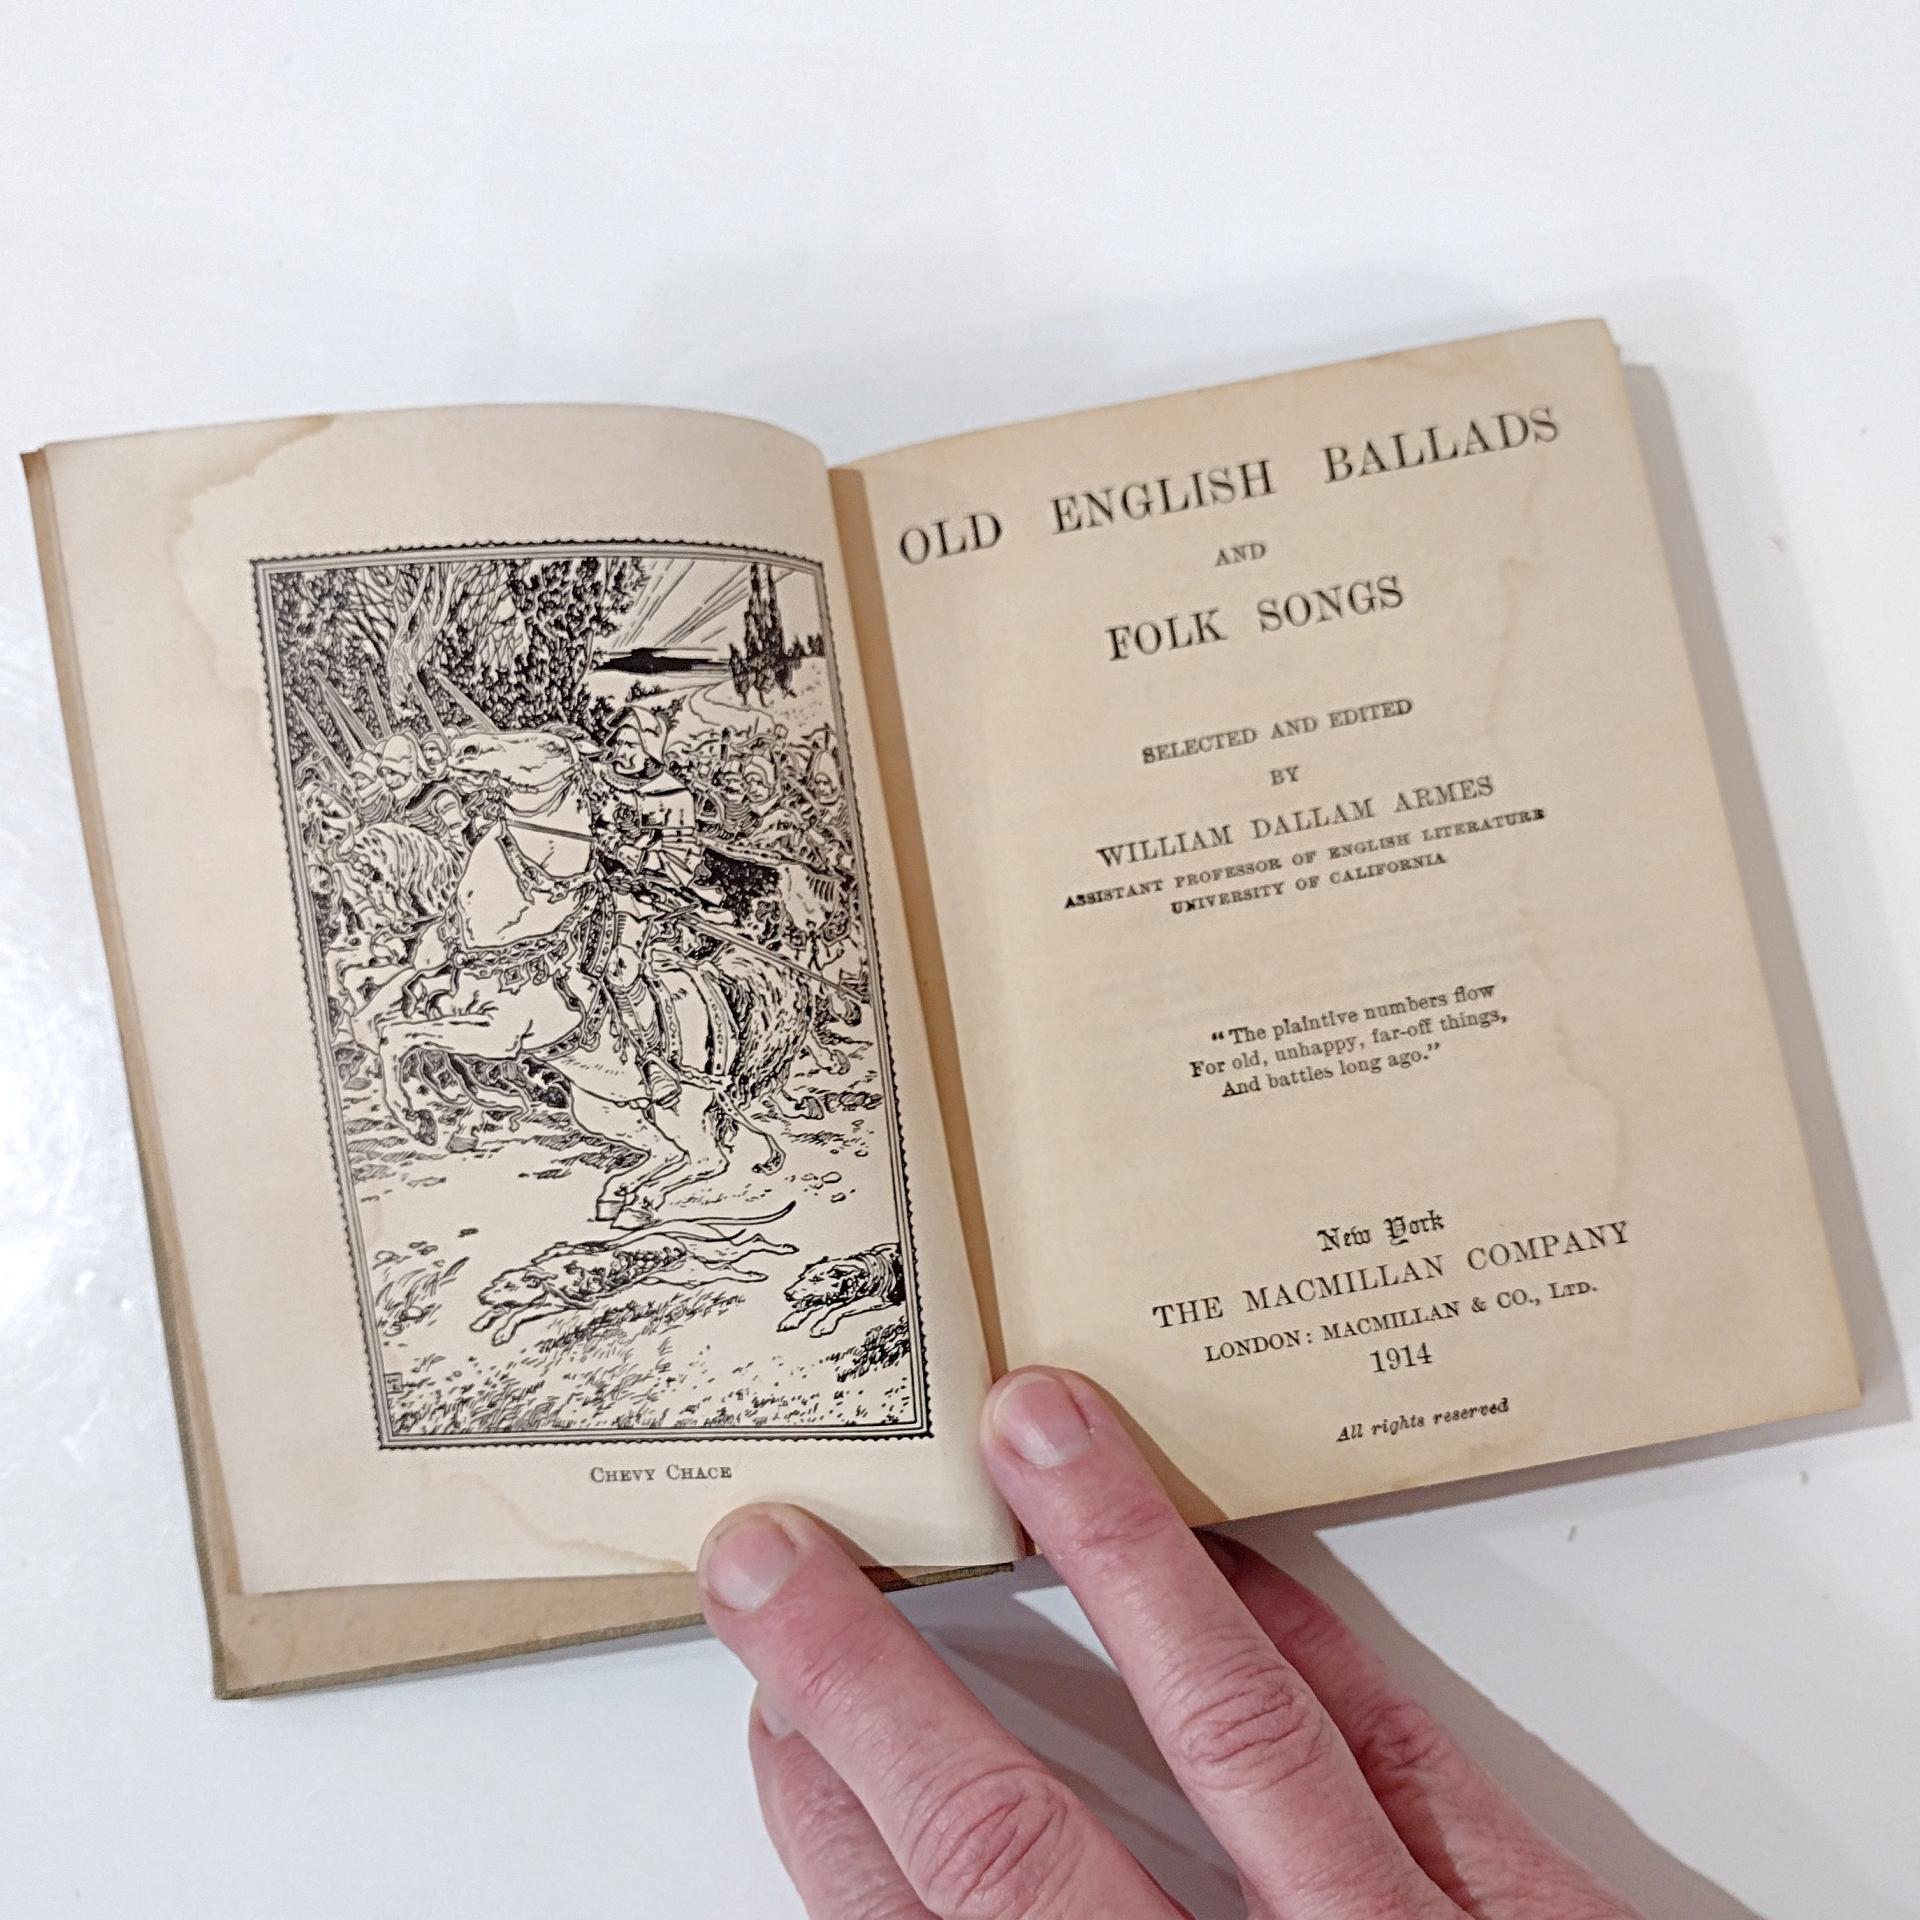 CHEVY CHACE
OLD ENGLISH BALLADS
AND
FOLK SONGS
SELECTED AND EDITED
BY
WILLIAM DALLAM ARMES
ASSISTANT PROFESSOR OF ENGLISH LITERATURE
UNIVERSITY OF CALIFORNIA
“The plaintive numbers flow
For old, unhappy, far-off things,
And battles long ago.”
New York
THE MACMILLAN COMPANY
LONDON: MACMILLAN & CO., LTD.
1914
All rights reserved